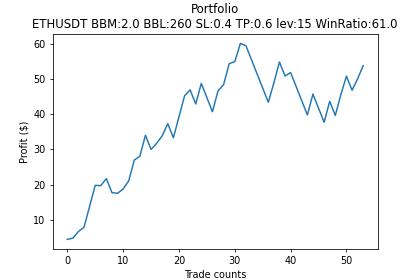 Portfolio
ETHUSDT BBM:2.0 BBL:260 SL:0.4 TP:0.6 lev:15 WinRatio:61.0
60
50
40
30
20
10
Profit ($)
0 10 20 30 40 50
Trade counts